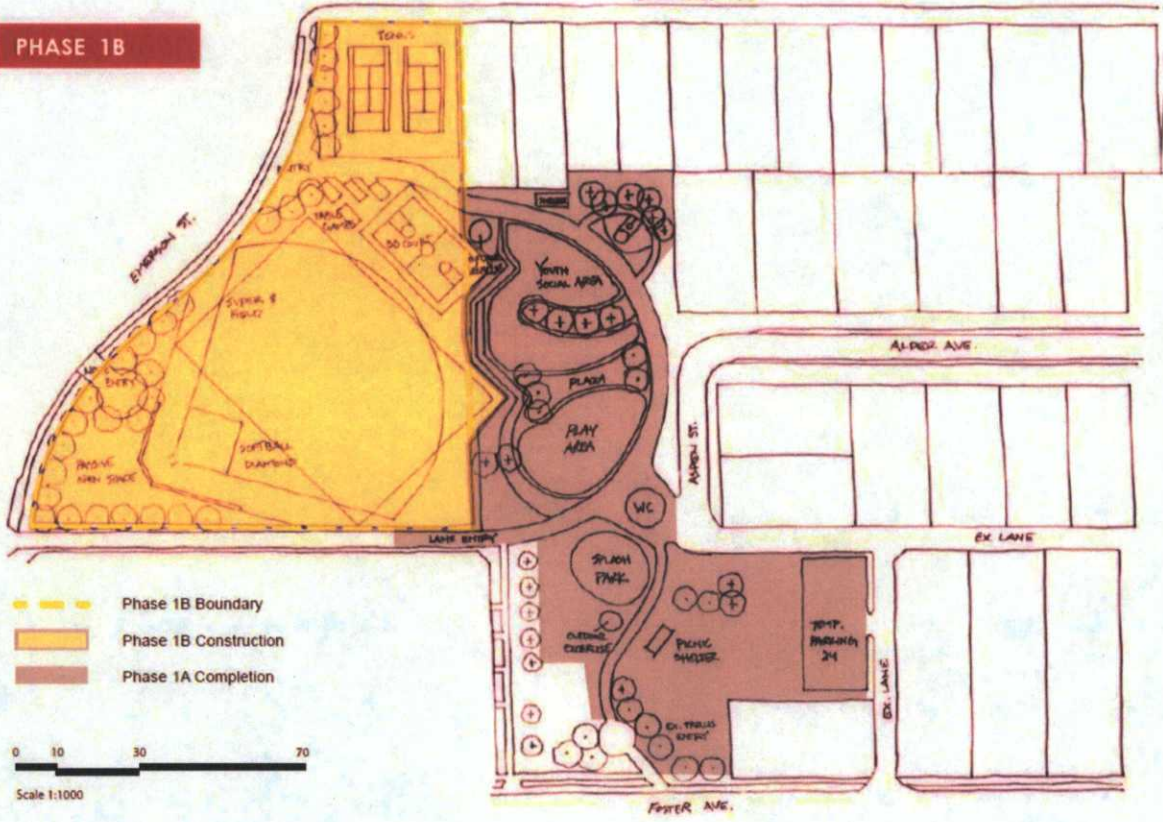 PHASE 1B
TENNIS
ENTRY
TABLE
GAMES
EMERSON ST.
YOUTH
SOCIAL AREA
SUPER 8
FIELD
ALDER AVE.
ENTRY
PLAZA
PLAY
AREA
ASPEN ST.
SOFTBALL
DIAMOND
PASSIVE
OPEN SPACE
WC
LANE ENTRY
EX. LANE
SPLASH
PARK
Phase 1B Boundary
Phase 1B Construction
Phase 1A Completion
OUTDOOR
EXERCISE
PICNIC
SHELTER
TEMP.
PARKING
24
EX. LANE
EX. TRELLIS
ENTRY
0 10 30 70
Scale 1:1000
FOSTER AVE.